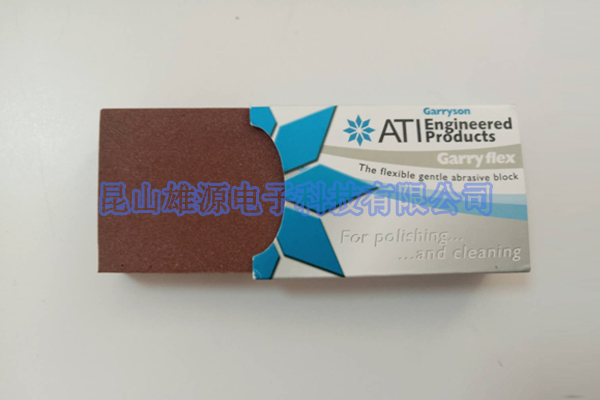 Garryson
ATI Engineered
Products
Garryflex
The flexible gentle abrasive block
昆山雄源电子科技有限公司
For polishing...
...and cleaning